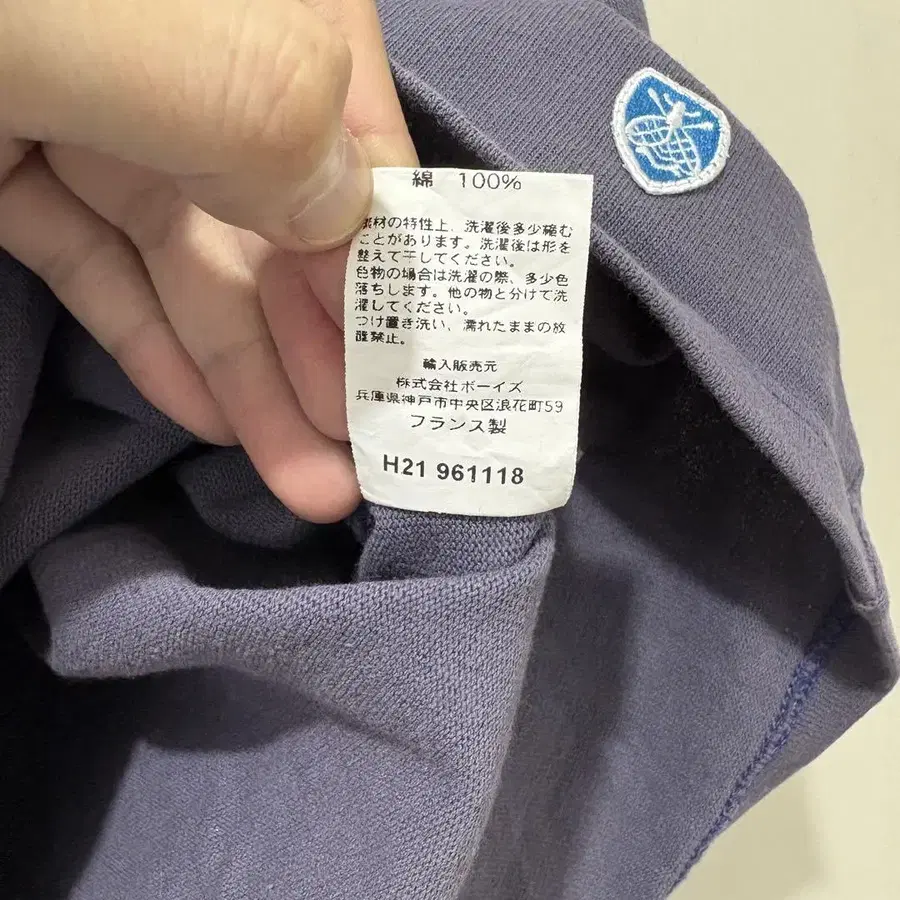 綿 100%
素材の特性上、洗濯後多少縮む
ことがあります。洗濯後は形を
整えて干してください。
色物の場合は洗濯の際、多少色
落ちします。他の物と分けて洗
濯してください。
つけ置き洗い、濡れたままの放
置禁止。
輸入販売元
株式会社ボーイズ
兵庫県神戸市中央区浪花町59
フランス製
H21 961118